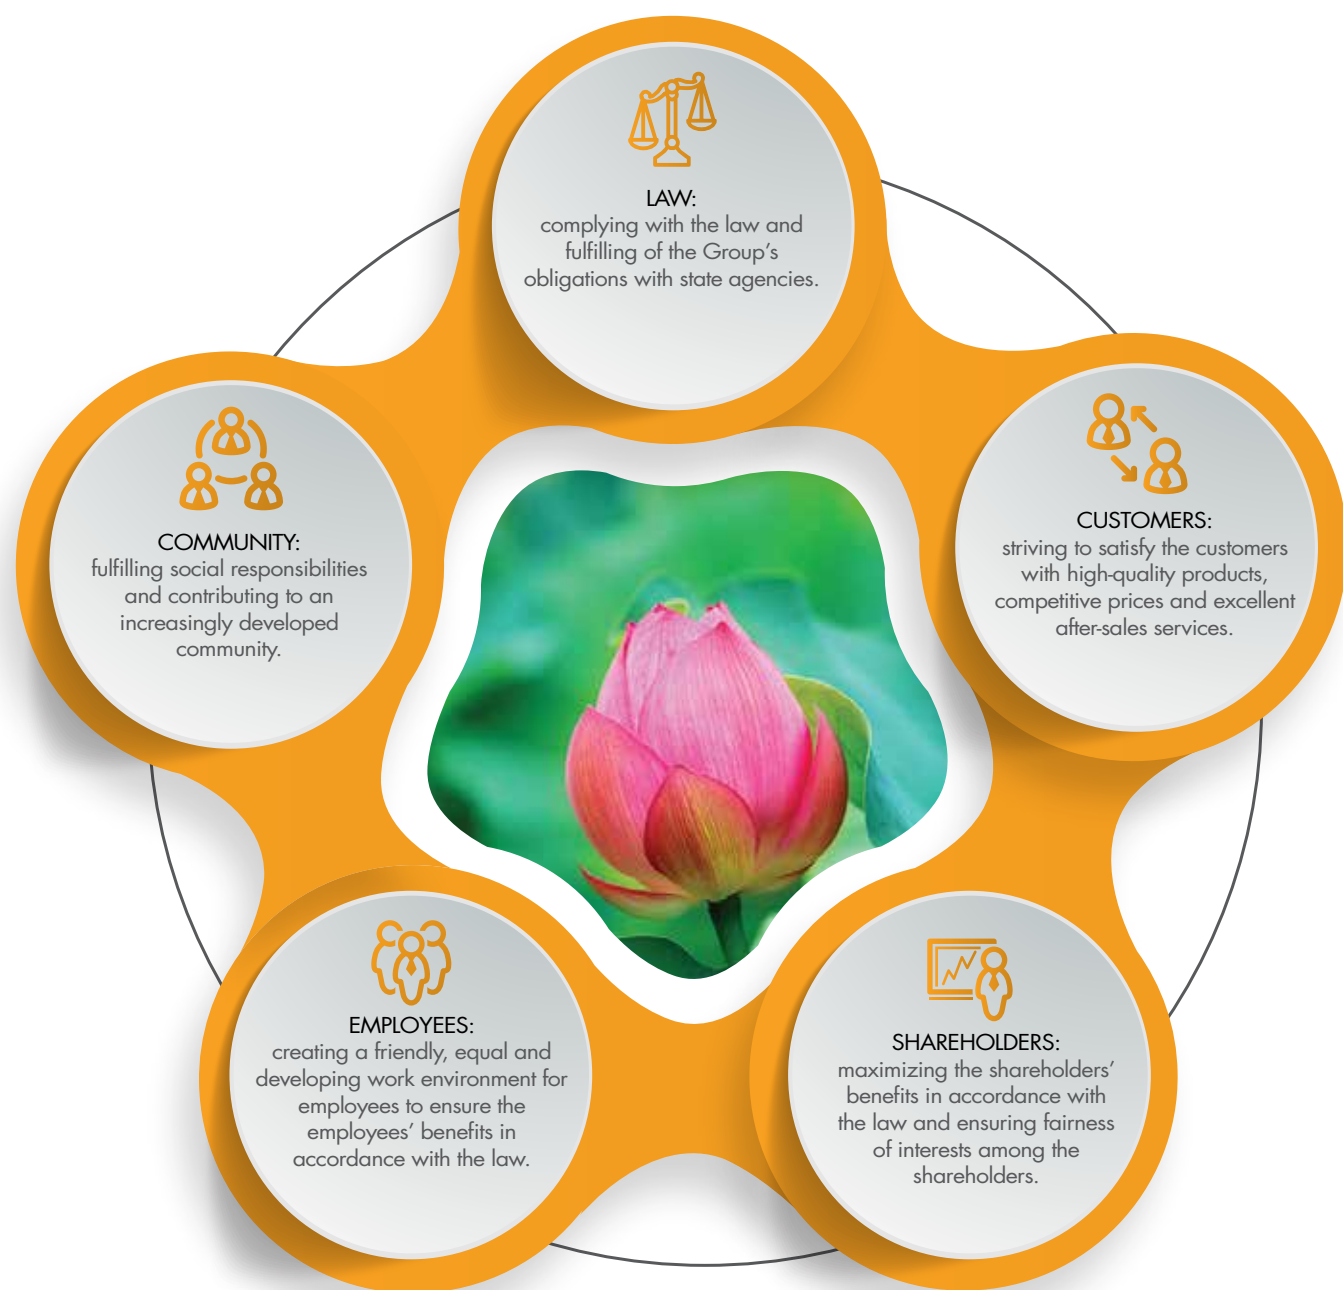 LAW:
complying with the law and
fulfilling of the Group's
obligations with state agencies.
CUSTOMERS:
striving to satisfy the customers
with high-quality products,
competitive prices and excellent
after-sales services.
SHAREHOLDERS:
maximizing the shareholders'
benefits in accordance with
the law and ensuring fairness
of interests among the
shareholders.
EMPLOYEES:
creating a friendly, equal and
developing work environment for
employees to ensure the
employees' benefits in
accordance with the law.
COMMUNITY:
fulfilling social responsibilities
and contributing to an
increasingly developed
community.